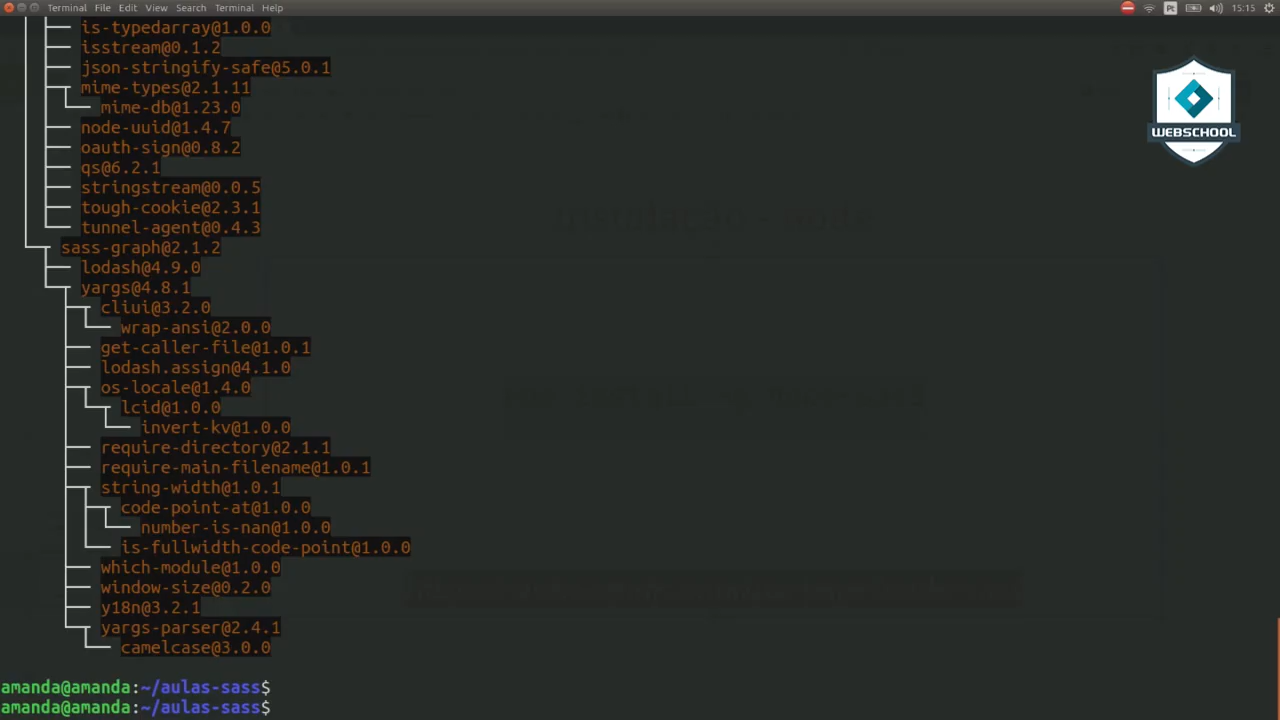 Terminal File Edit View Search Terminal Help Pt 15:15
is-typedarray@1.0.0
isstream@0.1.2
json-stringify-safe@5.0.1
mime-types@2.1.11
mime-db@1.23.0
node-uuid@1.4.7
oauth-sign@0.8.2
qs@6.2.1
stringstream@0.0.5
tough-cookie@2.3.1
tunnel-agent@0.4.3
sass-graph@2.1.2
lodash@4.9.0
yargs@4.8.1
cliui@3.2.0
wrap-ansi@2.0.0
get-caller-file@1.0.1
lodash.assign@4.1.0
os-locale@1.4.0
lcid@1.0.0
invert-kv@1.0.0
require-directory@2.1.1
require-main-filename@1.0.1
string-width@1.0.1
code-point-at@1.0.0
number-is-nan@1.0.0
is-fullwidth-code-point@1.0.0
which-module@1.0.0
window-size@0.2.0
y18n@3.2.1
yargs-parser@2.4.1
camelcase@3.0.0
amanda@amanda:~/aulas-sass$
amanda@amanda:~/aulas-sass$
WEBSCHOOL